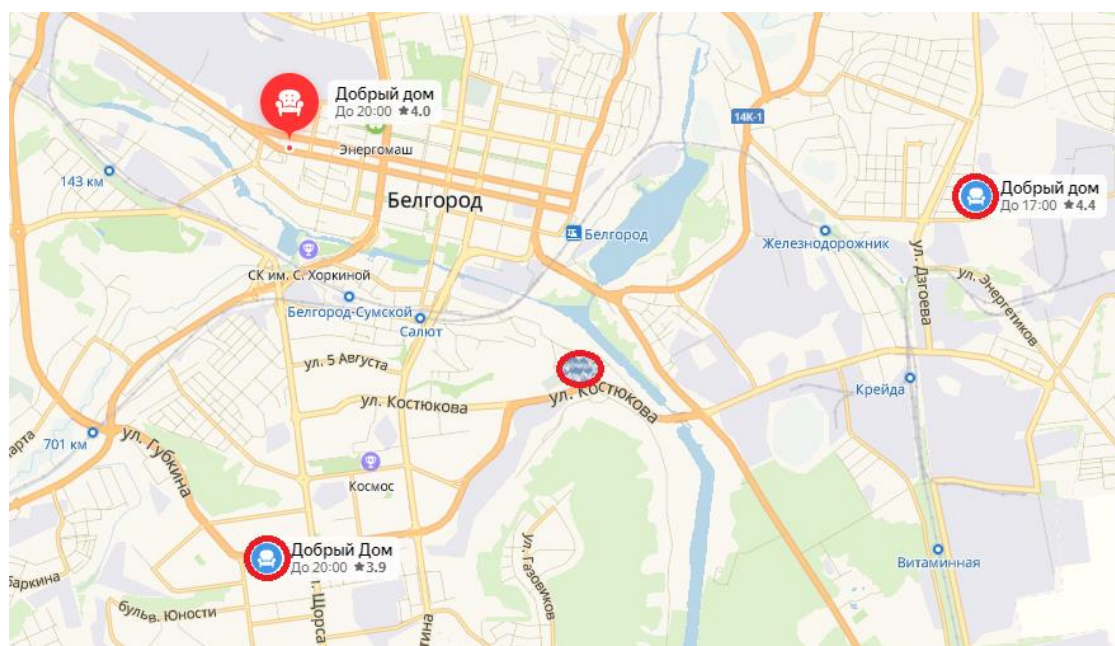 Добрый дом
До 20:00 ★4.0
Энергомаш
14К-1
143 км
Добрый дом
До 17:00 ★4.4
Белгород
Белгород
Железнодорожник
СК им. С. Хоркиной
ул. Дзгоева
ул. Энергетиков
Белгород-Сумской
Салют
ул. 5 Августа
ул. Костюкова
ул. Костюкова
Крейда
701 км
ул. Губкина
Космос
Добрый Дом
До 20:00 ★3.9
ул. Газовиков
Витаминная
бульв. Юности
Щорса